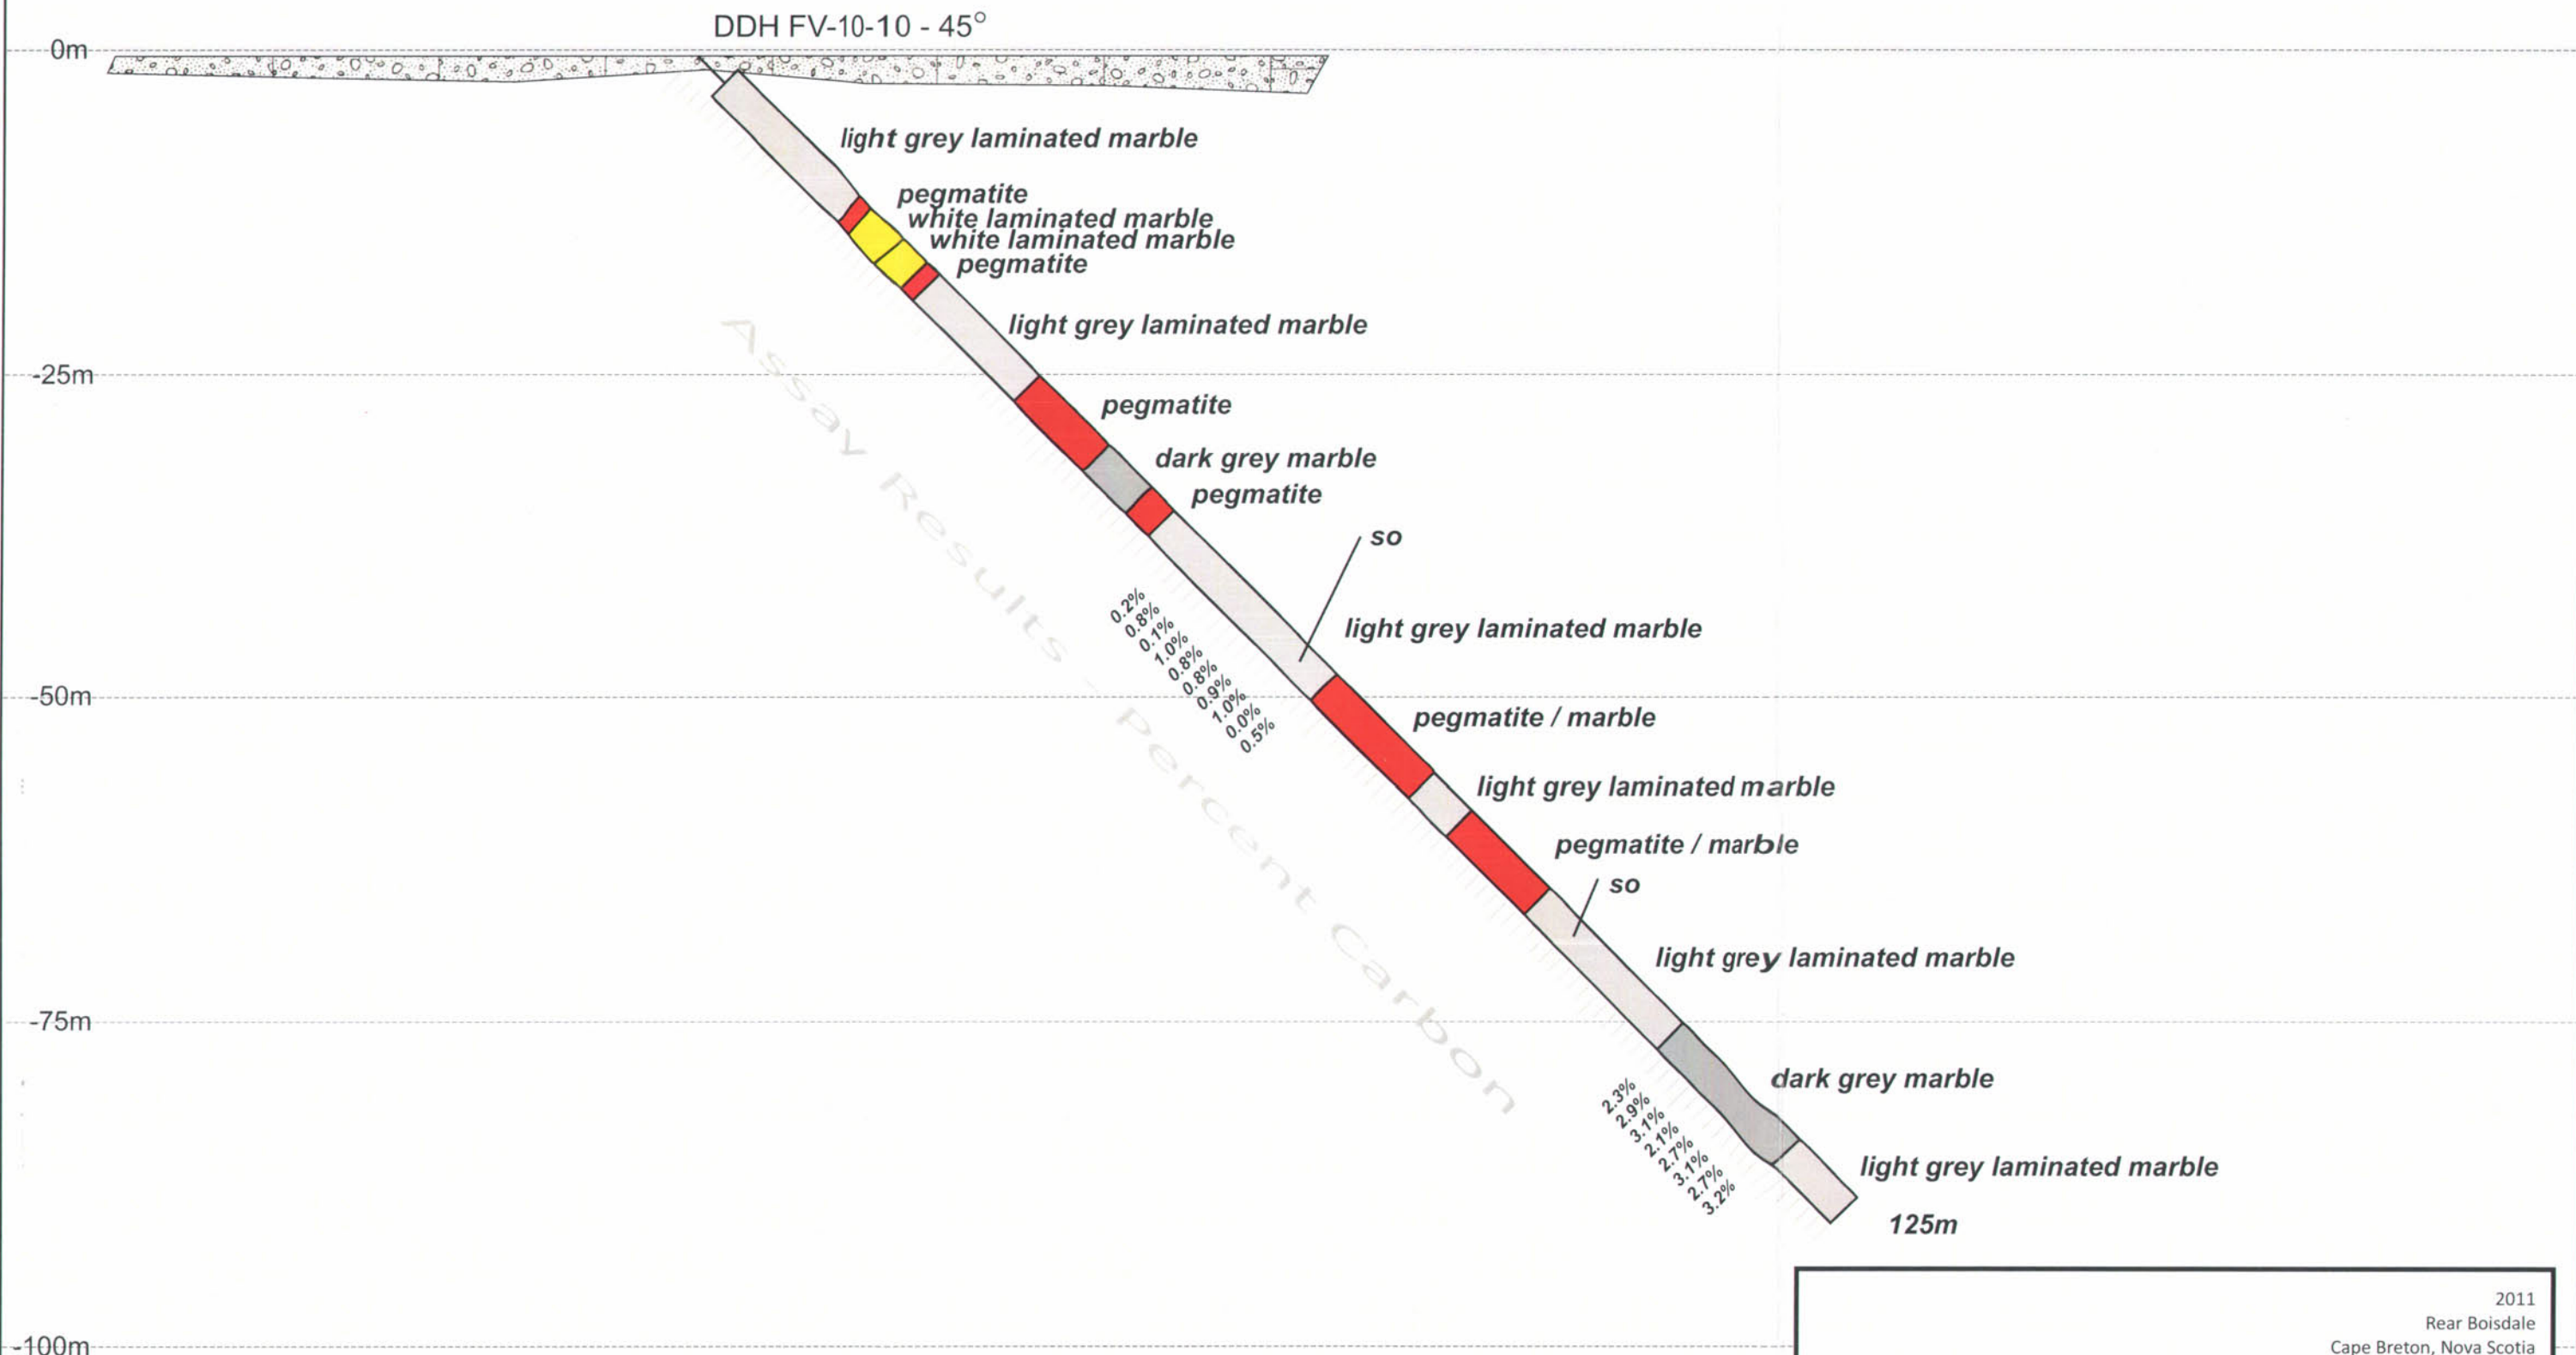 DDH FV-10-10 - 45°
0m
light grey laminated marble
pegmatite
white laminated marble
white laminated marble
pegmatite
light grey laminated marble
-25m
pegmatite
dark grey marble
pegmatite
so
light grey laminated marble
0.2%
0.8%
0.1%
1.0%
0.8%
0.8%
0.9%
1.0%
0.0%
0.5%
-50m
pegmatite / marble
light grey laminated marble
pegmatite / marble
so
light grey laminated marble
Assay Results - Percent Carbon
-75m
dark grey marble
2.3%
2.9%
3.1%
2.1%
2.7%
3.1%
2.7%
3.2%
light grey laminated marble
125m
2011
Rear Boisdale
Cape Breton, Nova Scotia
-100m